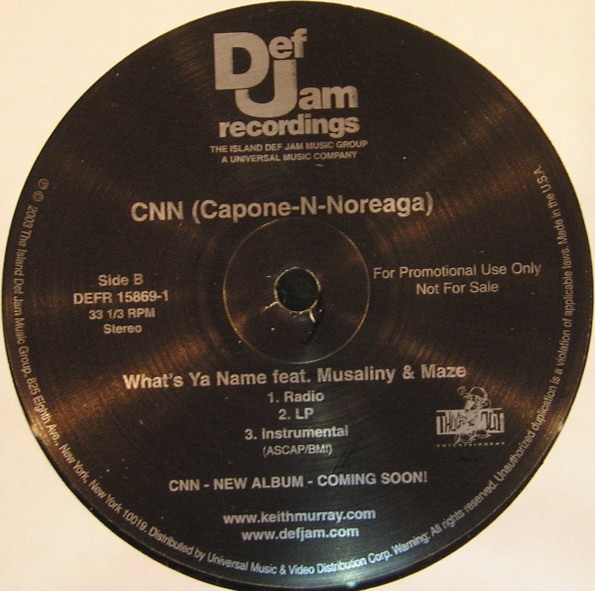 Def
Jam
recordings
THE ISLAND DEF JAM MUSIC GROUP
A UNIVERSAL MUSIC COMPANY
CNN (Capone-N-Noreaga)
Side B
DEFR 15869-1
33 1/3 RPM
Stereo
For Promotional Use Only
Not For Sale
What's Ya Name feat. Musaliny & Maze
1. Radio
2. LP
3. Instrumental
(ASCAP/BMI)
ENTERTAINMENT
CNN - NEW ALBUM - COMING SOON!
www.keithmurray.com
www.defjam.com
℗ © 2003 The Island Def Jam Music Group, 825 Eighth Ave., New York, New York 10019. Distributed by Universal Music & Video Distribution Corp. Warning: All rights reserved. Unauthorized duplication is a violation of applicable laws. Made in the U.S.A.